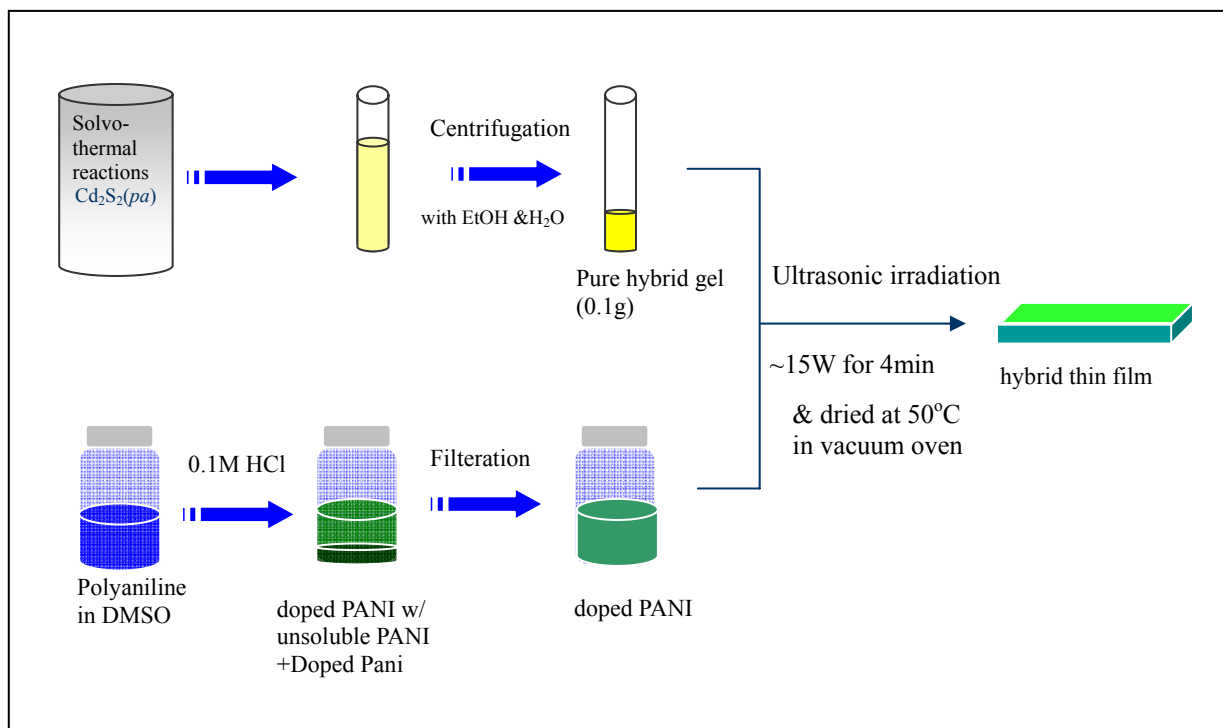 Solvo-
thermal
reactions
Cd₂S₂(pa)
Centrifugation
with EtOH &H₂O
Pure hybrid gel
(0.1g)
Ultrasonic irradiation
~15W for 4min
& dried at 50°C
in vacuum oven
hybrid thin film
0.1M HCl
Filteration
Polyaniline
in DMSO
doped PANI w/
unsoluble PANI
+Doped Pani
doped PANI